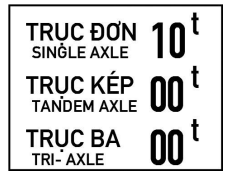 TRỤC ĐƠN 10t
SINGLE AXLE
TRỤC KÉP 00t
TANDEM AXLE
TRỤC BA 00t
TRI- AXLE